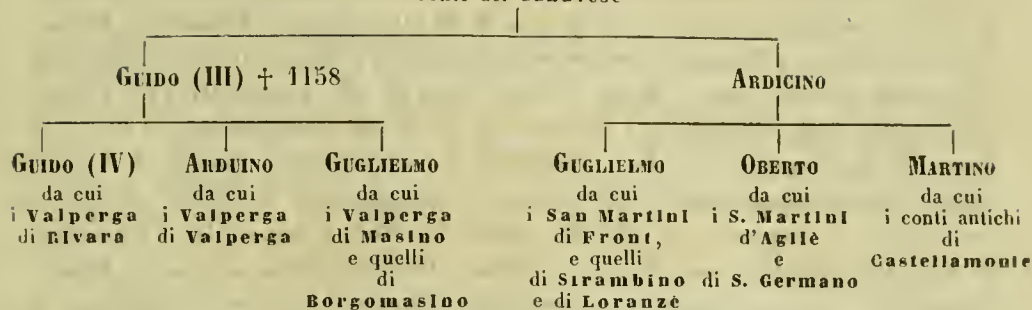 GUIDO (III) † 1158
ARDICINO
GUIDO (IV)
da cui
i Valperga
di Rivara
ARDUINO
da cui
i Valperga
di Valperga
GUGLIELMO
da cui
i Valperga
di Masino
e quelli
di
Borgomasino
GUGLIELMO
da cui
i San Martini
di Front,
e quelli
di Strambino
e di Loranzè
OBERTO
da cui
i S. Martini
d'Agliè
e
di S. Germano
MARTINO
da cui
i conti antichi
di
Castellamonte